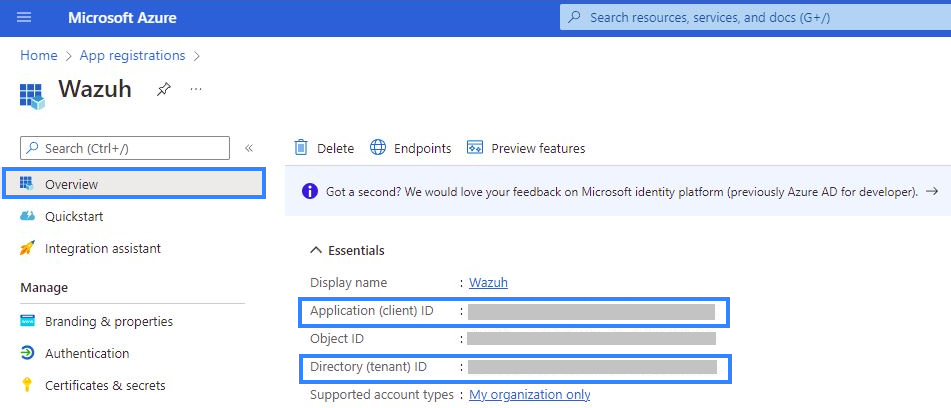 Microsoft Azure
Search resources, services, and docs (G+/)
Home > App registrations >
Wazuh
...
Search (Ctrl+/)
«
Delete
Endpoints
Preview features
Overview
Got a second? We would love your feedback on Microsoft identity platform (previously Azure AD for developer). →
Quickstart
Integration assistant
Essentials
Display name : Wazuh
Manage
Application (client) ID :
Branding & properties
Object ID :
Authentication
Directory (tenant) ID :
Certificates & secrets
Supported account types : My organization only